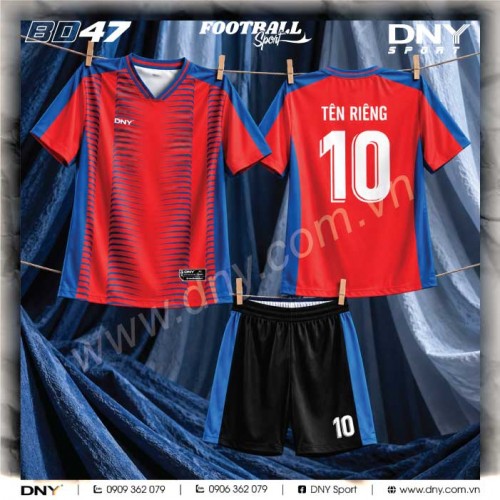 BD47
FOOTBALL
Sport
DNY
SPORT
DNY
TÊN RIÊNG
10
DNY
www.dny.com.vn
10
DNY
0909 362 079
0906 362 079
DNY Sport
www.dny.com.vn